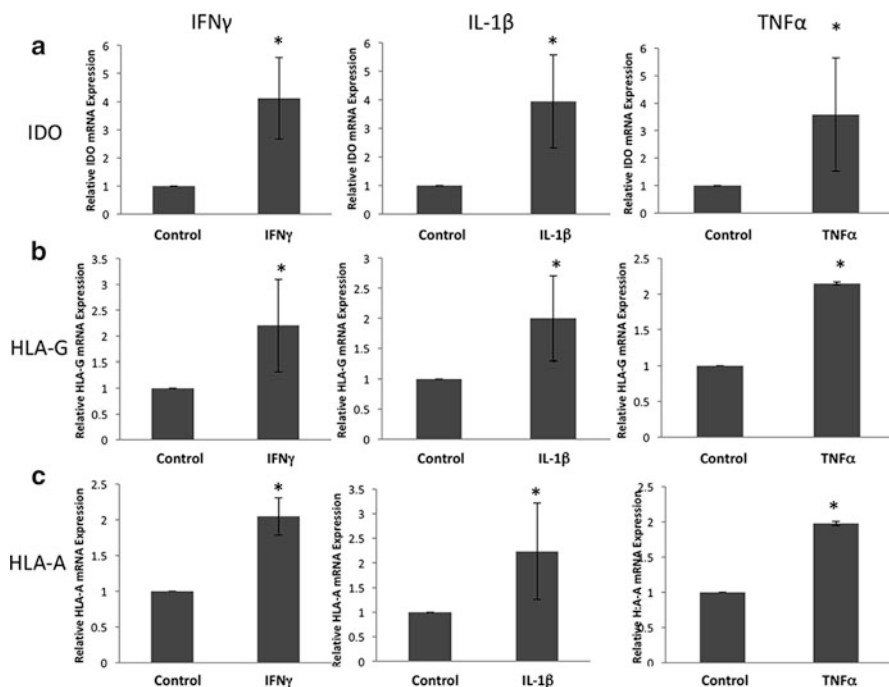 IFNγ IL-1β TNFα
a
IDO
Relative IDO mRNA Expression
6
5
4
3
2
1
0
*
Control IFNγ
Relative IDO mRNA Expression
6
5
4
3
2
1
0
*
Control IL-1β
Relative IDO mRNA Expression
6
5
4
3
2
1
0
*
Control TNFα
b
HLA-G
Relative HLA-G mRNA Expression
3.5
3
2.5
2
1.5
1
0.5
0
*
Control IFNγ
Relative HLA-G mRNA Expression
3
2.5
2
1.5
1
0.5
0
*
Control IL-1β
Relative HLA-G mRNA Expression
2.5
2
1.5
1
0.5
0
*
Control TNFα
c
HLA-A
Relative HLA-A mRNA Expression
2.5
2
1.5
1
0.5
0
*
Control IFNγ
Relative HLA-A mRNA Expression
3.5
3
2.5
2
1.5
1
0.5
0
*
Control IL-1β
Relative H:A-A mRNA Expression
2.5
2
1.5
1
0.5
0
*
Control TNFα